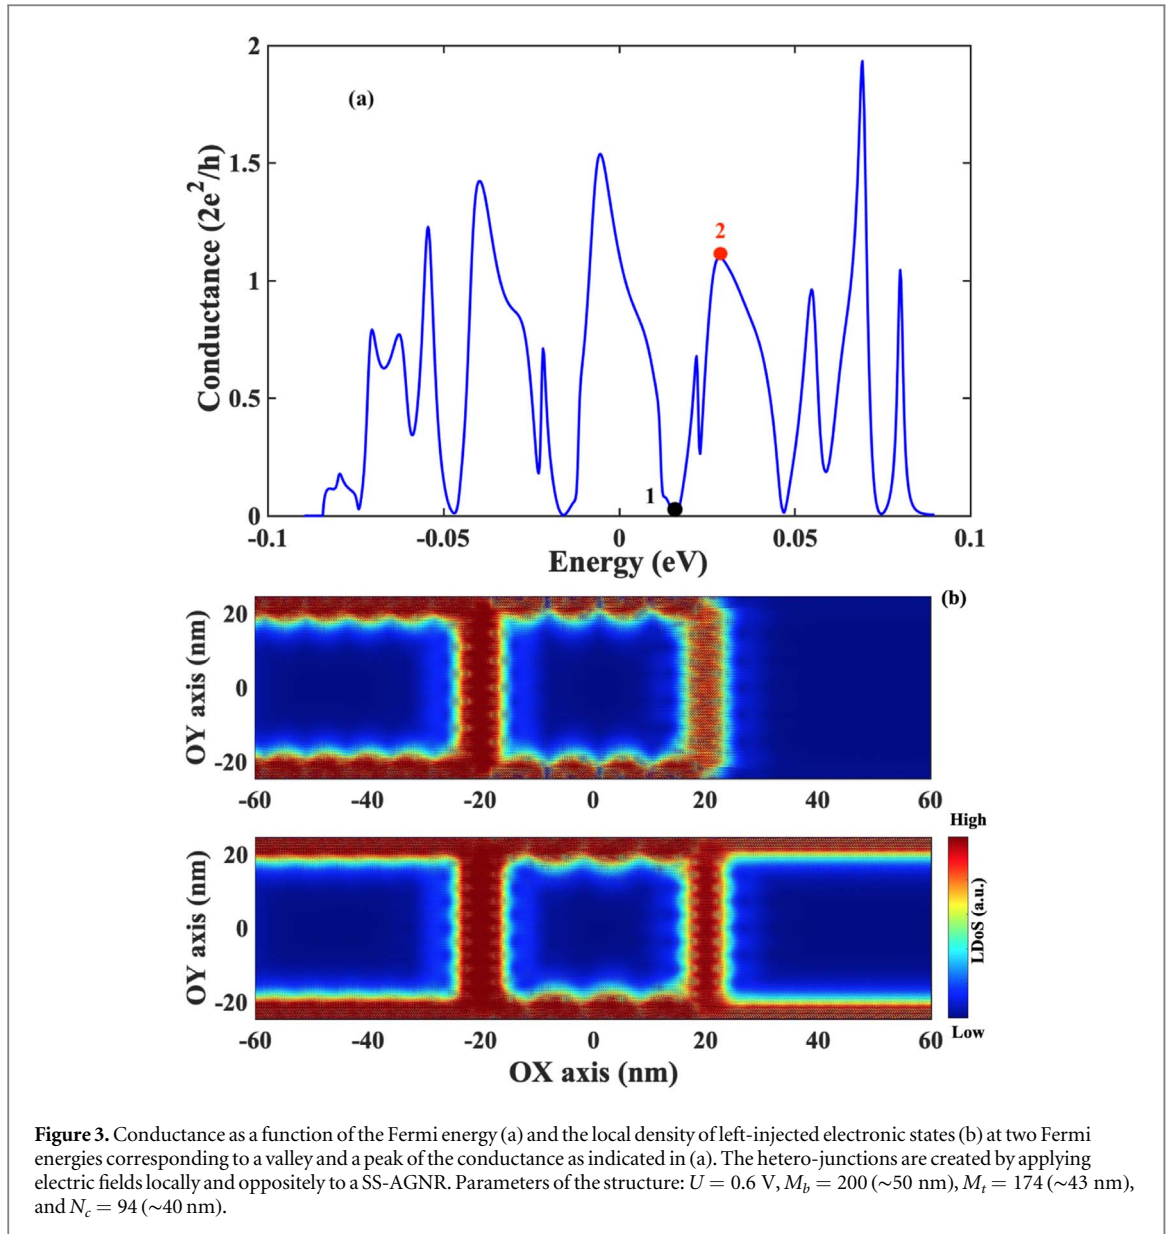 2
(a)
1.5
2
1
0.5
1
0
-0.1 -0.05 0 0.05 0.1
Conductance (2e²/h)
Energy (eV)
(b)
20
0
-20
OY axis (nm)
-60 -40 -20 0 20 40 60
High
20
0
-20
OY axis (nm)
LDoS (a.u.)
Low
-60 -40 -20 0 20 40 60
OX axis (nm)
Figure 3. Conductance as a function of the Fermi energy (a) and the local density of left-injected electronic states (b) at two Fermi
energies corresponding to a valley and a peak of the conductance as indicated in (a). The hetero-junctions are created by applying
electric fields locally and oppositely to a SS-AGNR. Parameters of the structure: U = 0.6 V, M_b = 200 (~50 nm), M_t = 174 (~43 nm),
and N_c = 94 (~40 nm).